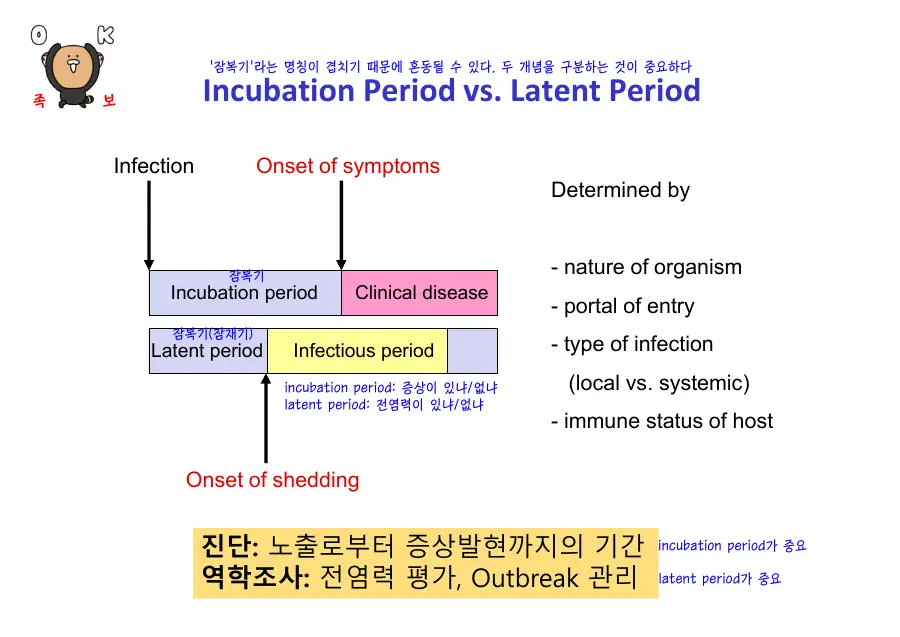 O K
족 보
'잠복기'라는 명칭이 겹치기 때문에 혼동될 수 있다. 두 개념을 구분하는 것이 중요하다
Incubation Period vs. Latent Period
Infection
Onset of symptoms
잠복기
Incubation period
Clinical disease
잠복기(잠재기)
Latent period
Infectious period
incubation period: 증상이 있냐/없냐
latent period: 전염력이 있냐/없냐
Onset of shedding
Determined by
- nature of organism
- portal of entry
- type of infection
(local vs. systemic)
- immune status of host
진단: 노출로부터 증상발현까지의 기간
incubation period가 중요
역학조사: 전염력 평가, Outbreak 관리
latent period가 중요